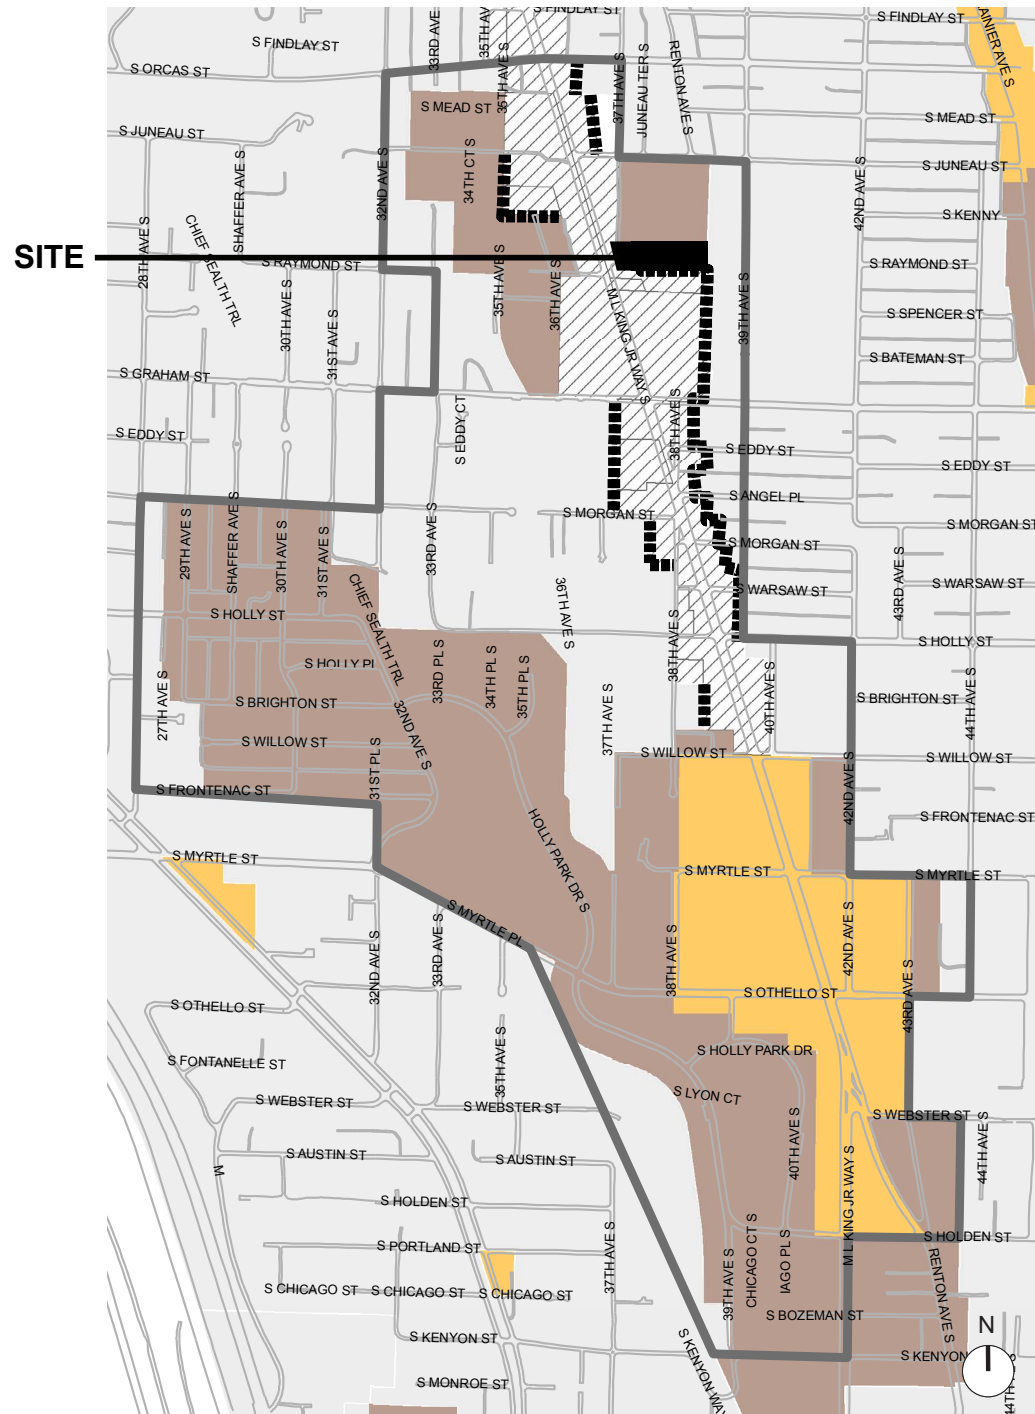 S FINDLAY ST
S FINDLAY ST
S FINDLAY ST
33RD AVE S
35TH AV
35TH AVE S
37TH AVE S
JUNEAU TER S
RENTON AVE S
AINIER AVE S
S ORCAS ST
S MEAD ST
S MEAD ST
S JUNEAU ST
S JUNEAU ST
SHAFFER AVE S
32ND AVE S
34TH CT S
42ND AVE S
S KENNY
28TH AVE S
CHIEF SEALTH TRL
SITE
S RAYMOND ST
S RAYMOND ST
30TH AVE S
31ST AVE S
35TH AVE S
36TH AVE S
M L KING JR WAY S
39TH AVE S
S SPENCER ST
S BATEMAN ST
S GRAHAM ST
S EDDY ST
S EDDY CT
38TH AVE S
S EDDY ST
S EDDY ST
S ANGEL PL
29TH AVE S
SHAFFER AVE S
30TH AVE S
31ST AVE S
33RD AVE S
S MORGAN ST
S MORGAN ST
S MORGAN ST
CHIEF SEALTH TRL
36TH AVE S
S WARSAW ST
43RD AVE S
S WARSAW ST
S HOLLY ST
38TH AVE S
S HOLLY ST
S HOLLY PL
33RD PL S
34TH PL S
35TH PL S
27TH AVE S
S BRIGHTON ST
32ND AVE S
37TH AVE S
40TH AVE S
S BRIGHTON ST
44TH AVE S
S WILLOW ST
S WILLOW ST
S WILLOW ST
31ST PL S
S FRONTENAC ST
42ND AVE S
S FRONTENAC ST
HOLLY PARK DR S
S MYRTLE ST
S MYRTLE ST
S MYRTLE ST
S MYRTLE PL
32ND AVE S
33RD AVE S
38TH AVE S
42ND AVE S
43RD AVE S
S OTHELLO ST
S OTHELLO ST
S FONTANELLE ST
35TH AVE S
S HOLLY PARK DR
S LYON CT
S WEBSTER ST
S WEBSTER ST
S WEBSTER ST
40TH AVE S
44TH AVE S
S AUSTIN ST
S AUSTIN ST
M
M L KING JR WAY S
S HOLDEN ST
S HOLDEN ST
S PORTLAND ST
37TH AVE S
39TH AVE S
CHICAGO CT S
IAGO PL S
RENTON AVE S
S CHICAGO ST
S CHICAGO ST
S CHICAGO ST
S BOZEMAN ST
S KENYON ST
S KENYON WAY
S KENYON
N
S MONROE ST
44TH